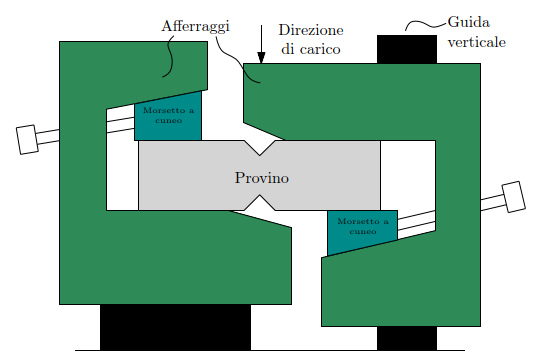 Afferraggi
Direzione
di carico
Guida
verticale
Morsetto a
cuneo
Provino
Morsetto a
cuneo